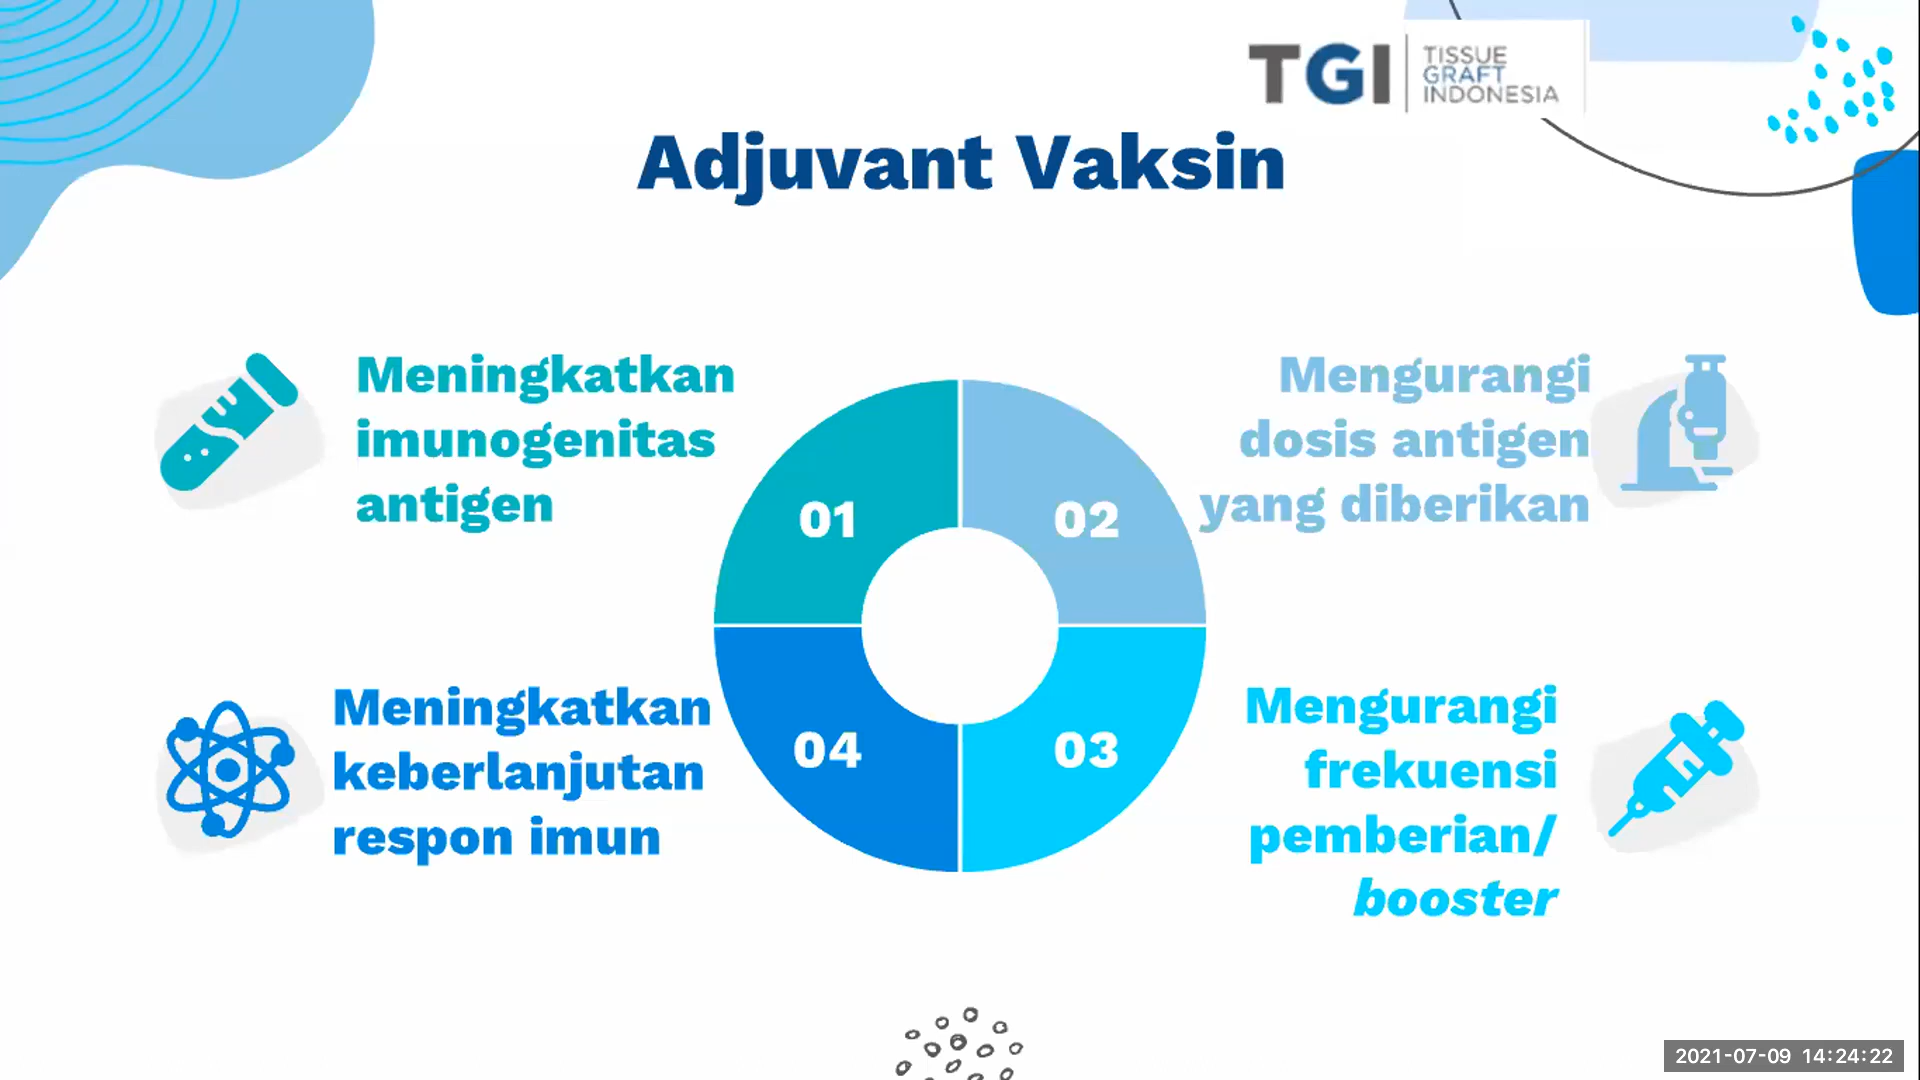 TGI
TISSUE
GRAFT
INDONESIA
Adjuvant Vaksin
Meningkatkan
imunogenitas
antigen
01
Mengurangi
dosis antigen
yang diberikan
02
Mengurangi
frekuensi
pemberian/
booster
03
Meningkatkan
keberlanjutan
respon imun
04
2021-07-09 14:24:22